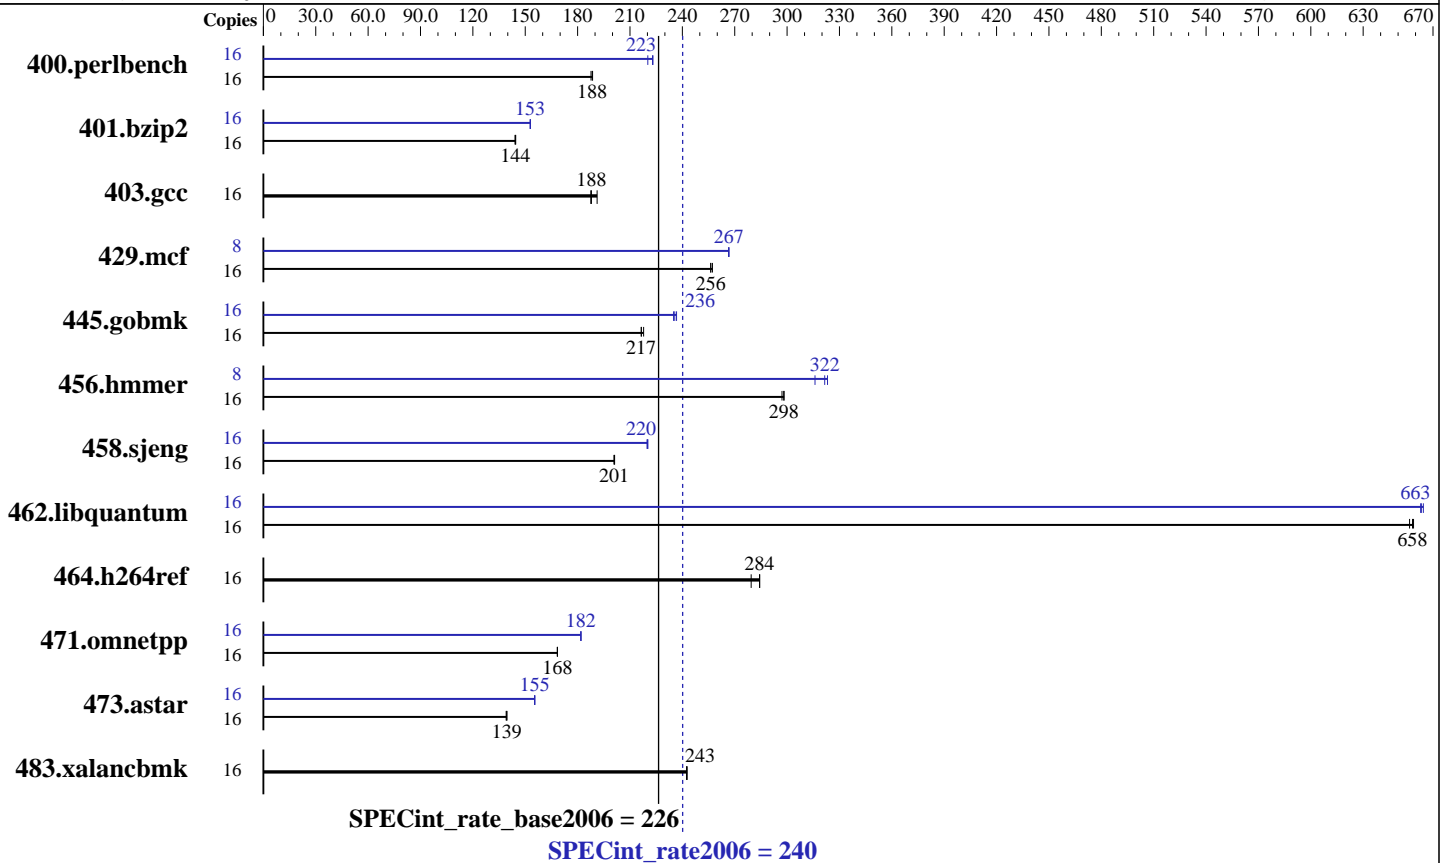 Copies 0 30.0 60.0 90.0 120 150 180 210 240 270 300 330 360 390 420 450 480 510 540 570 600 630 670
400.perlbench 16 223
16 188
401.bzip2 16 153
16 144
403.gcc 16 188
429.mcf 8 267
16 256
445.gobmk 16 236
16 217
456.hmmer 8 322
16 298
458.sjeng 16 220
16 201
462.libquantum 16 663
16 658
464.h264ref 16 284
471.omnetpp 16 182
16 168
473.astar 16 155
16 139
483.xalancbmk 16 243
SPECint_rate_base2006 = 226
SPECint_rate2006 = 240